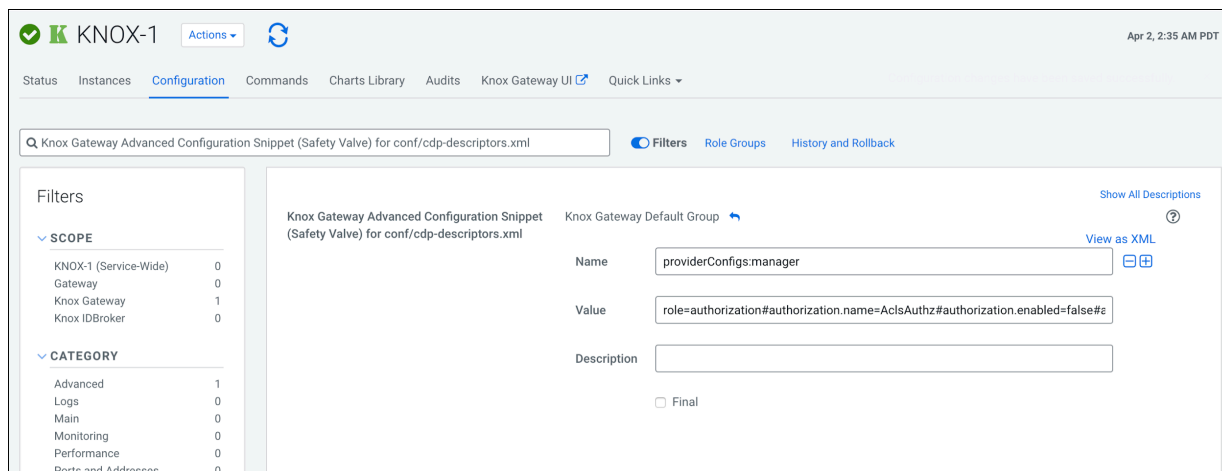 KNOX-1 Actions
Apr 2, 2:35 AM PDT
Status Instances Configuration Commands Charts Library Audits Knox Gateway UI Quick Links
Knox Gateway Advanced Configuration Snippet (Safety Valve) for conf/cdp-descriptors.xml
Filters Role Groups History and Rollback
Filters
SCOPE
KNOX-1 (Service-Wide) 0
Gateway 0
Knox Gateway 1
Knox IDBroker 0
CATEGORY
Advanced 1
Logs 0
Main 0
Monitoring 0
Performance 0
Ports and Addresses 0
Show All Descriptions
Knox Gateway Advanced Configuration Snippet
(Safety Valve) for conf/cdp-descriptors.xml
Knox Gateway Default Group
View as XML
Name providerConfigs:manager
Value role=authorization#authorization.name=AclsAuthz#authorization.enabled=false#a
Description
Final